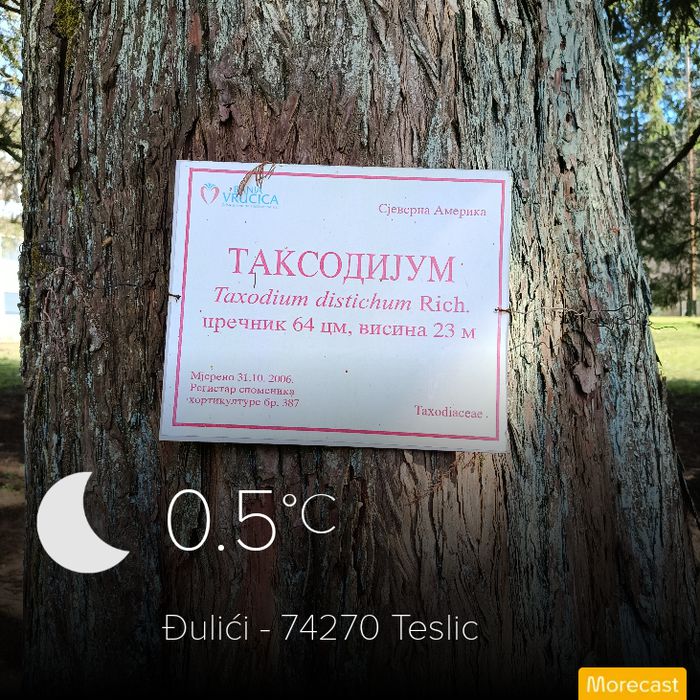 BANJA
VRUĆICA
Сјеверна Америка
ТАКСОДИЈУМ
Taxodium distichum Rich.
пречник 64 цм, висина 23 м
Мјерено 31.10. 2006.
Регистар споменика
хортикултуре бр. 387
Taxodiaceae
0.5°C
Đulići - 74270 Teslic
Morecast